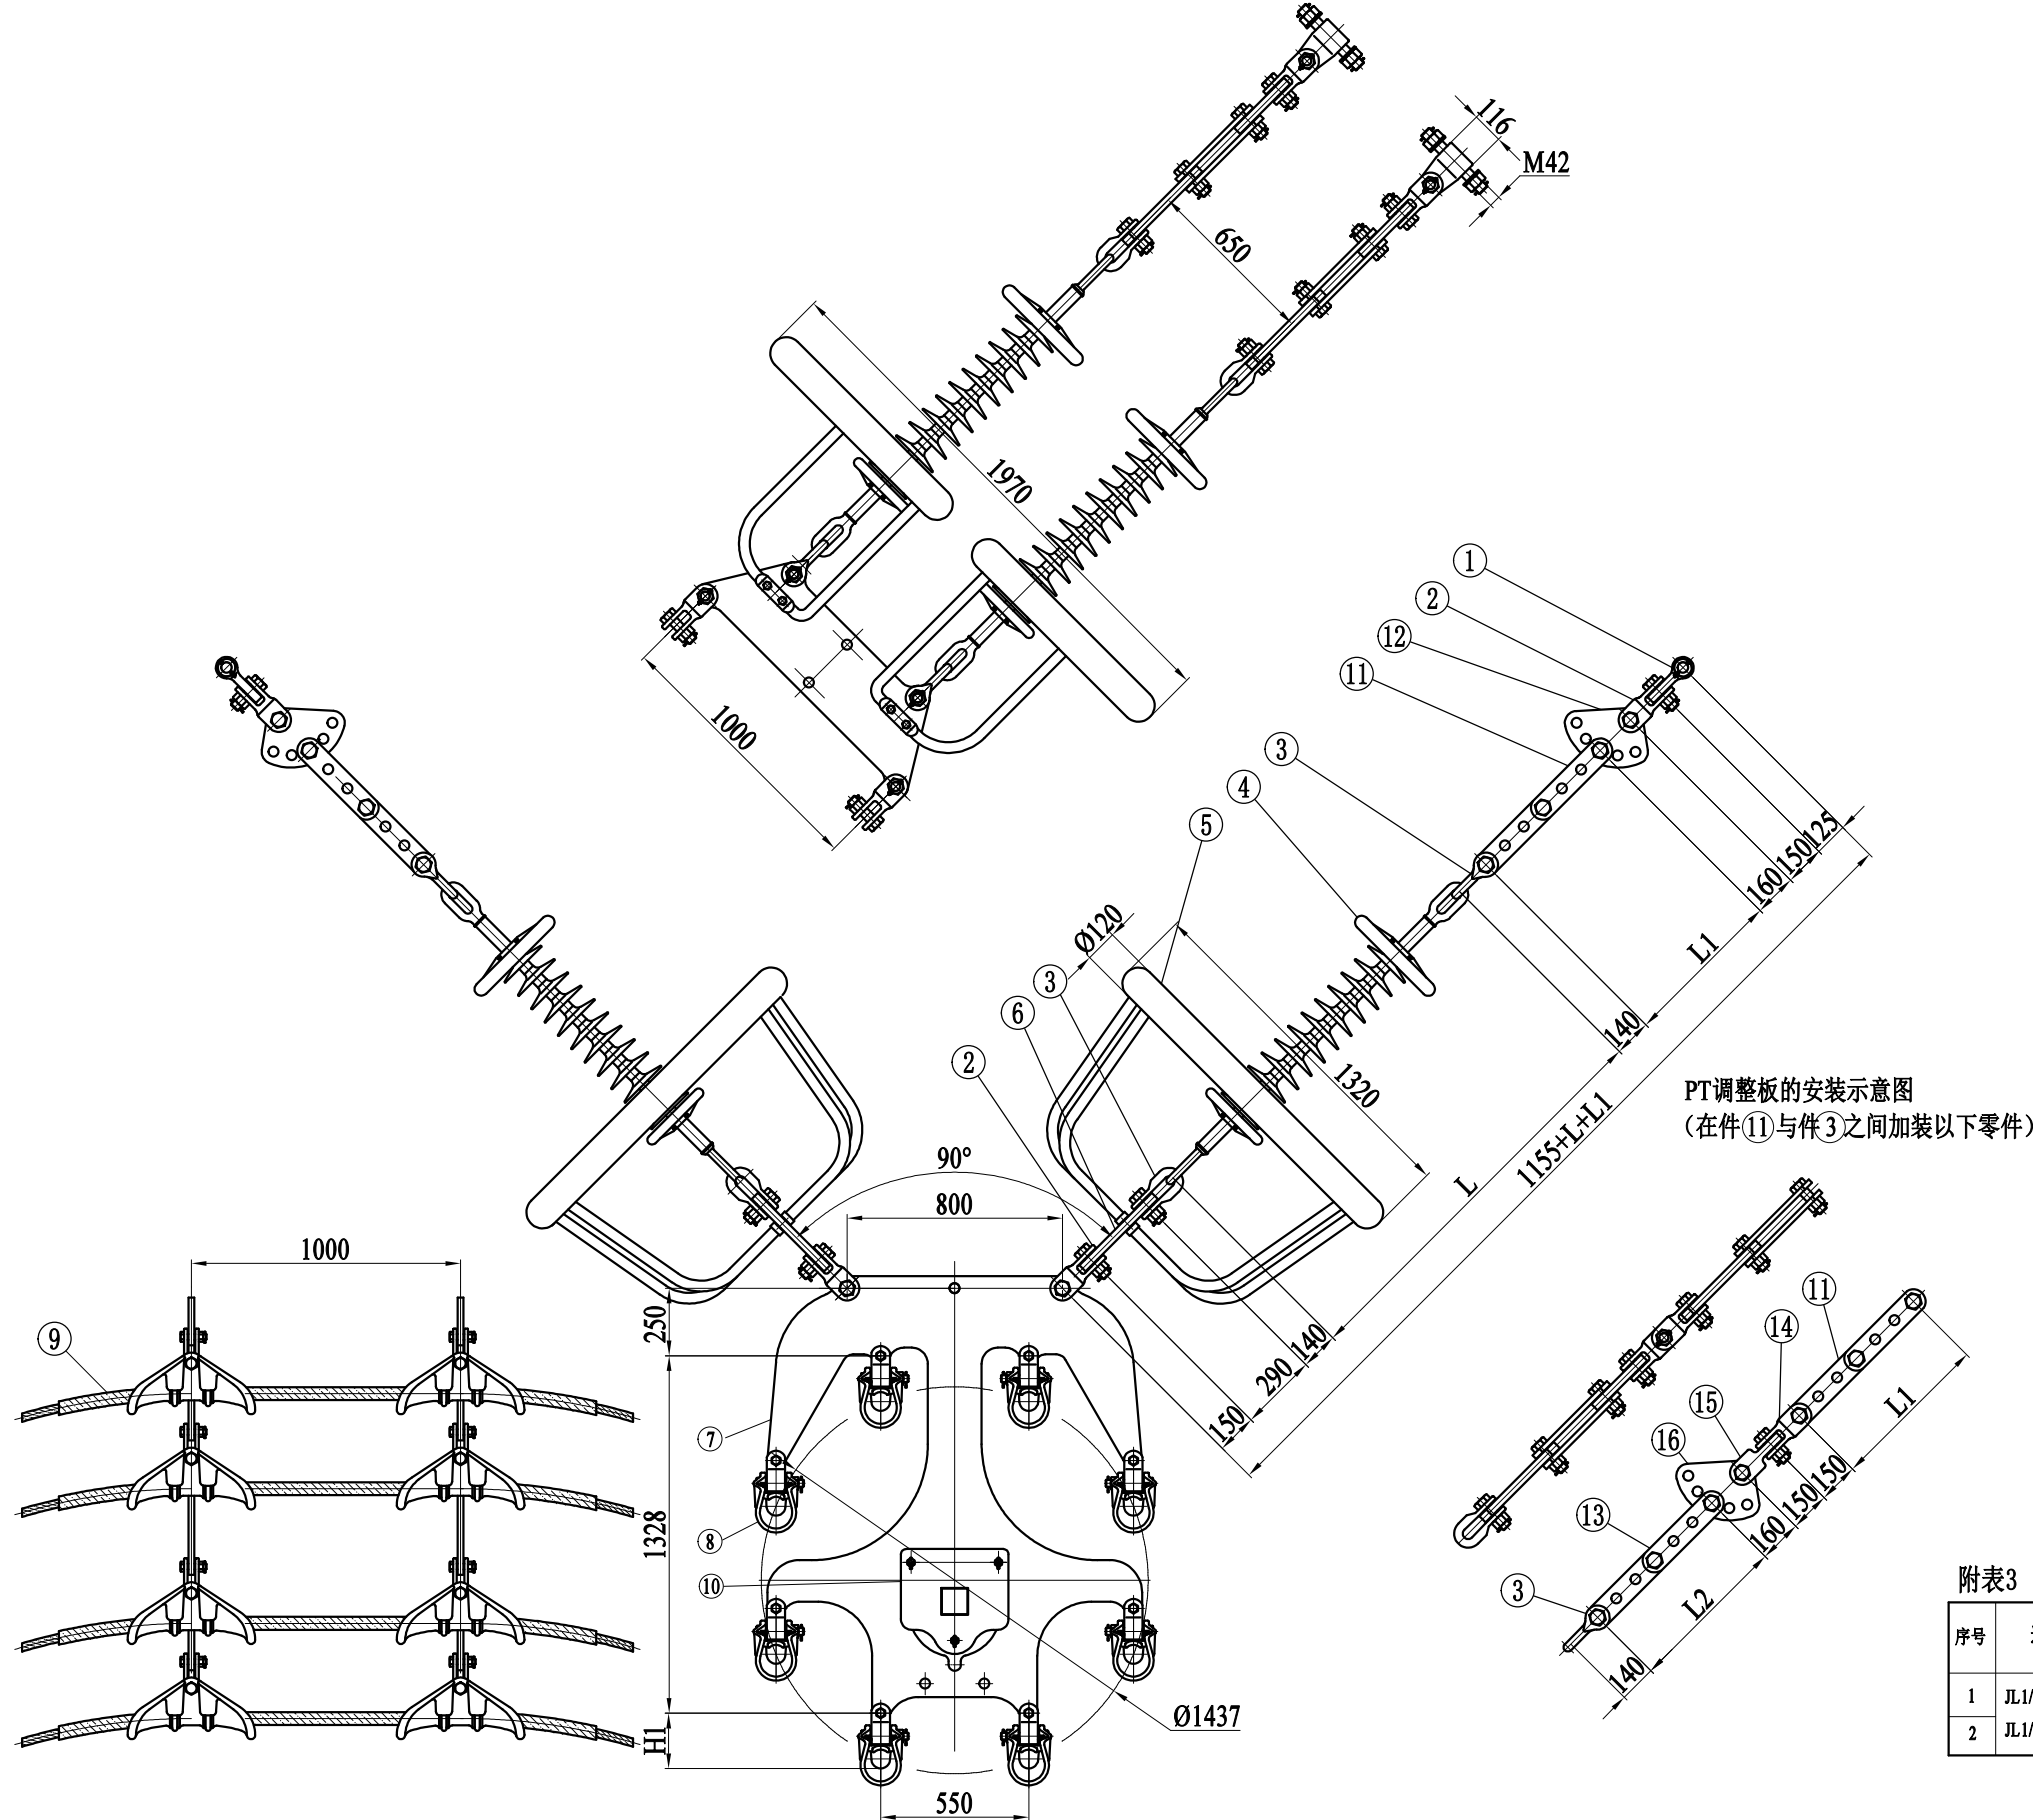 116
M42
650
1970
1000
①
②
⑫
⑪
③
④
⑤
125
150
160
L1
140
Ø120
③
⑥
②
1320
L
1155+L+L1
PT调整板的安装示意图
（在件⑪与件③之间加装以下零件）
90°
800
1000
250
⑨
140
290
150
⑦
1328
⑧
⑩
Ø1437
H1
550
⑪
⑭
⑮
⑯
⑬
③
L1
150
150
160
L2
140
附表3
序号
1 JL1/
2 JL1/